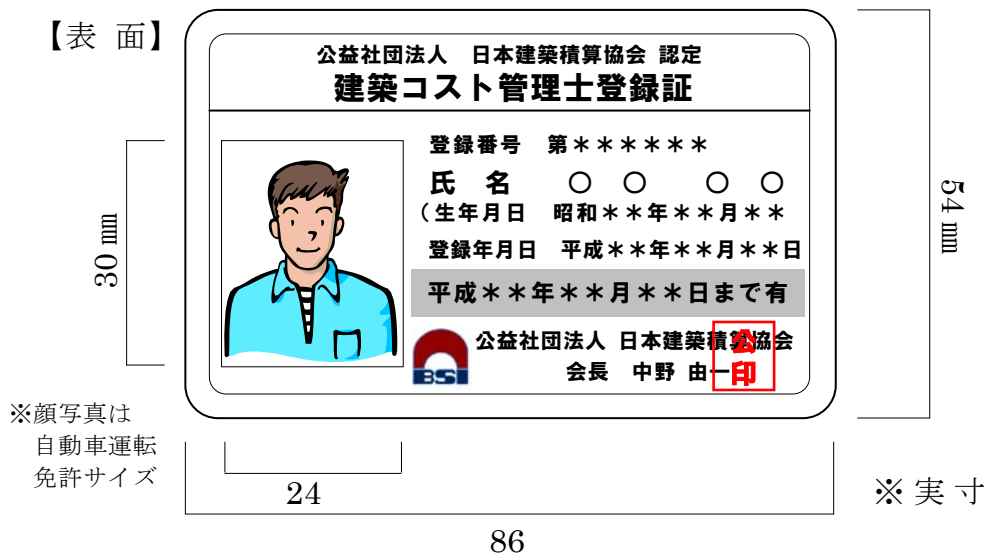 【表 面】
公益社団法人 日本建築積算協会 認定
建築コスト管理士登録証
登録番号 第＊＊＊＊＊＊
氏 名 ○ ○ ○ ○
（生年月日 昭和＊＊年＊＊月＊＊
登録年月日 平成＊＊年＊＊月＊＊日
平成＊＊年＊＊月＊＊日まで有
BSI
公益社団法人 日本建築積算協会
会長 中野 由一
公印
30 ㎜
54 ㎜
※顔写真は
自動車運転
免許サイズ
24
86
※ 実 寸